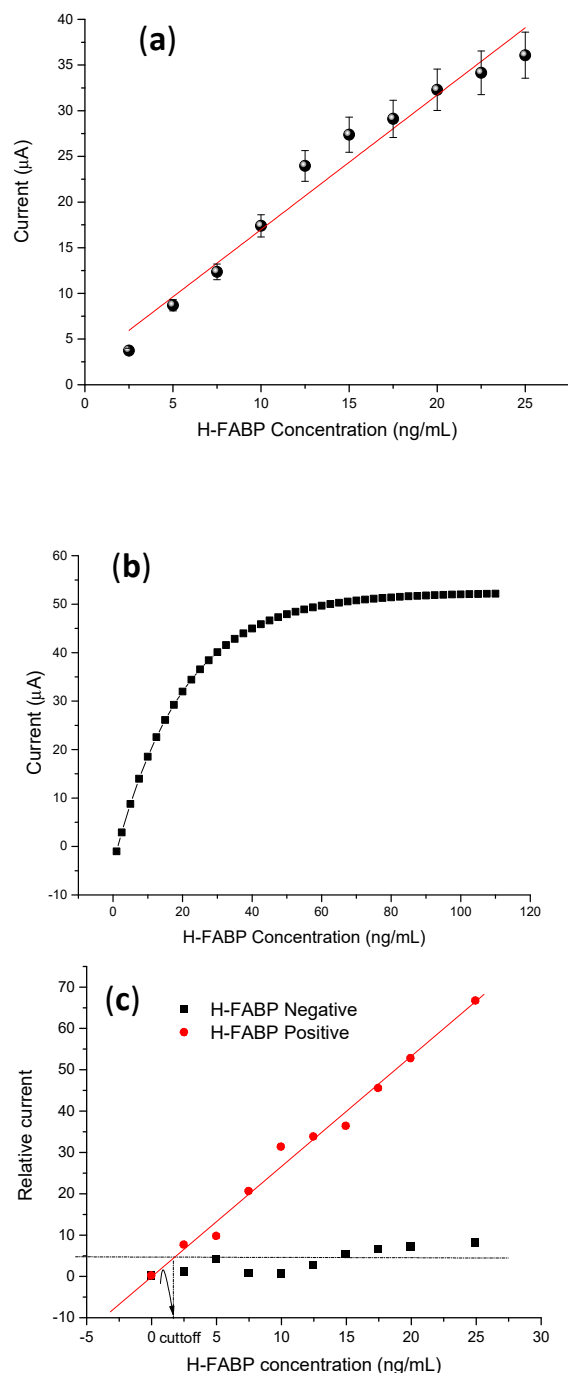 (a)
40
35
30
25
20
15
10
5
0
Current (μA)
0 5 10 15 20 25
H-FABP Concentration (ng/mL)
(b)
60
50
40
30
20
10
0
-10
Current (μA)
0 20 40 60 80 100 120
H-FABP Concentration (ng/mL)
(c)
H-FABP Negative
H-FABP Positive
70
60
50
40
30
20
10
0
-10
Relative current
-5 0 cuttoff 5 10 15 20 25 30
H-FABP concentration (ng/mL)